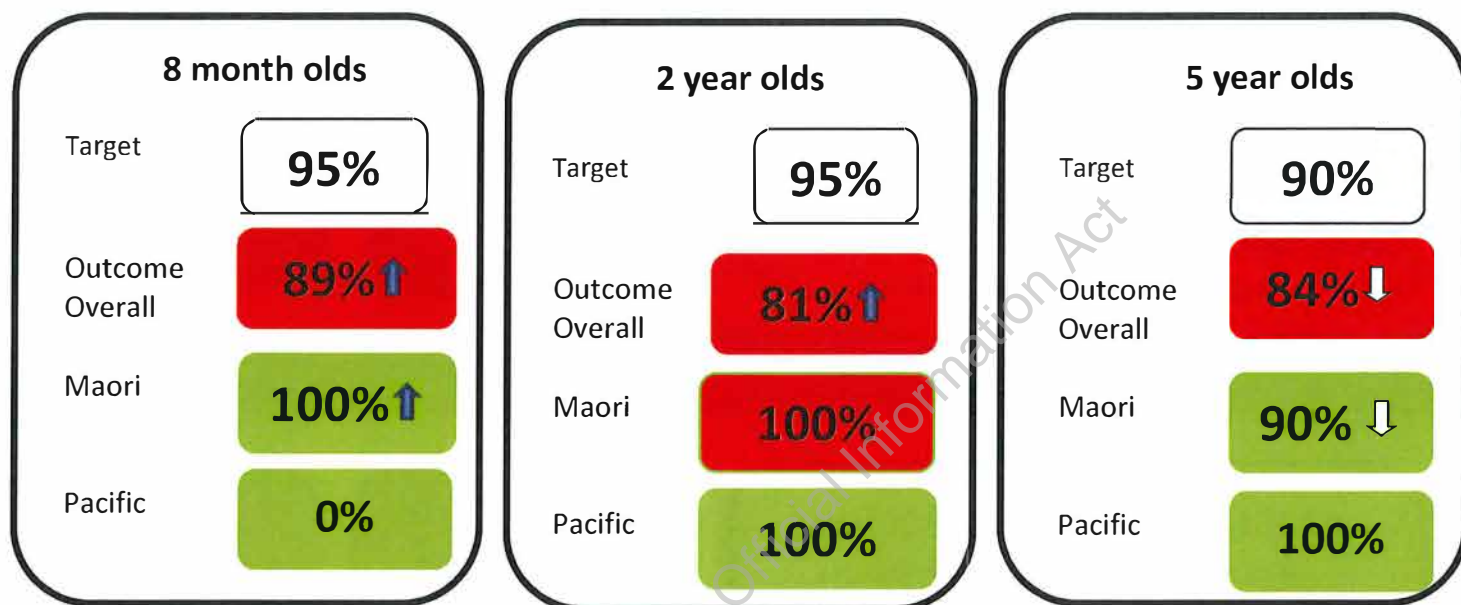 8 month olds
Target
95%
Outcome
Overall
89%
Maori
100%
Pacific
0%
2 year olds
Target
95%
Outcome
Overall
81%
Maori
100%
Pacific
100%
5 year olds
Target
90%
Outcome
Overall
84%
Maori
90%
Pacific
100%
Official Information Act